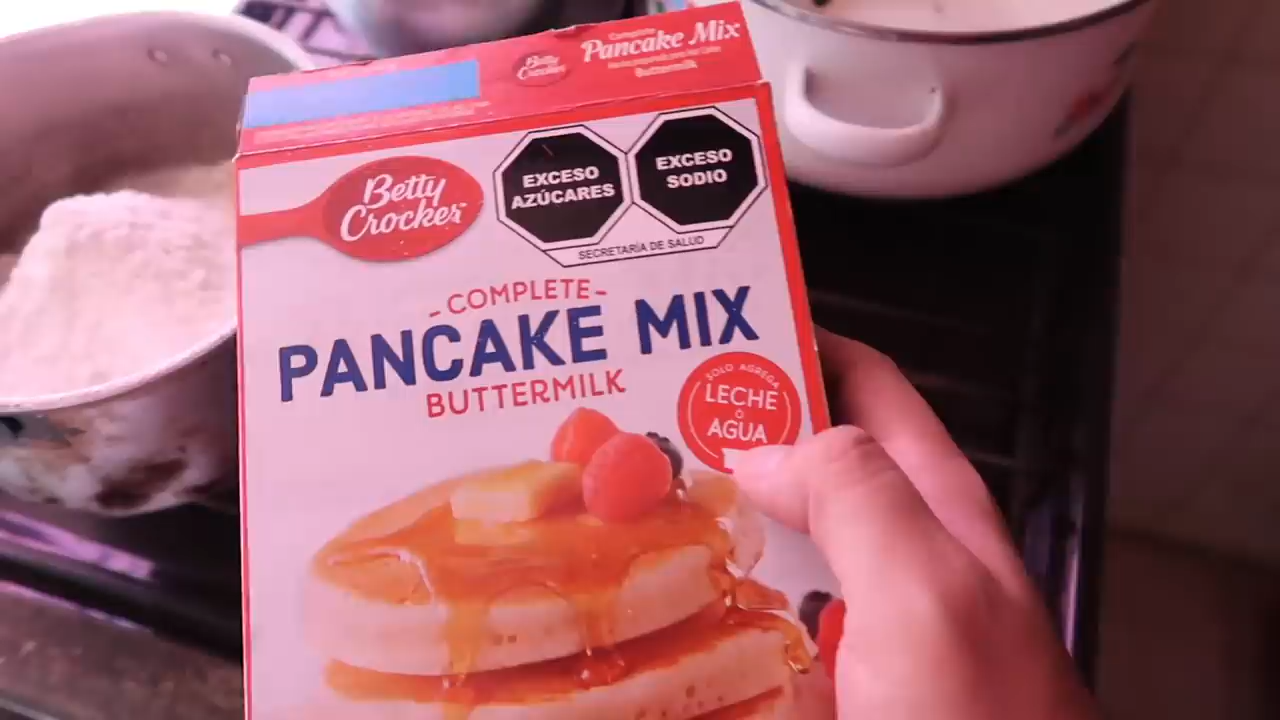 Complete
Pancake Mix
Betty
Crocker
Buttermilk
EXCESO
AZÚCARES
EXCESO
SODIO
SECRETARÍA DE SALUD
Betty
Crocker
COMPLETE
PANCAKE MIX
BUTTERMILK
SOLO AGREGA
LECHE
O
AGUA